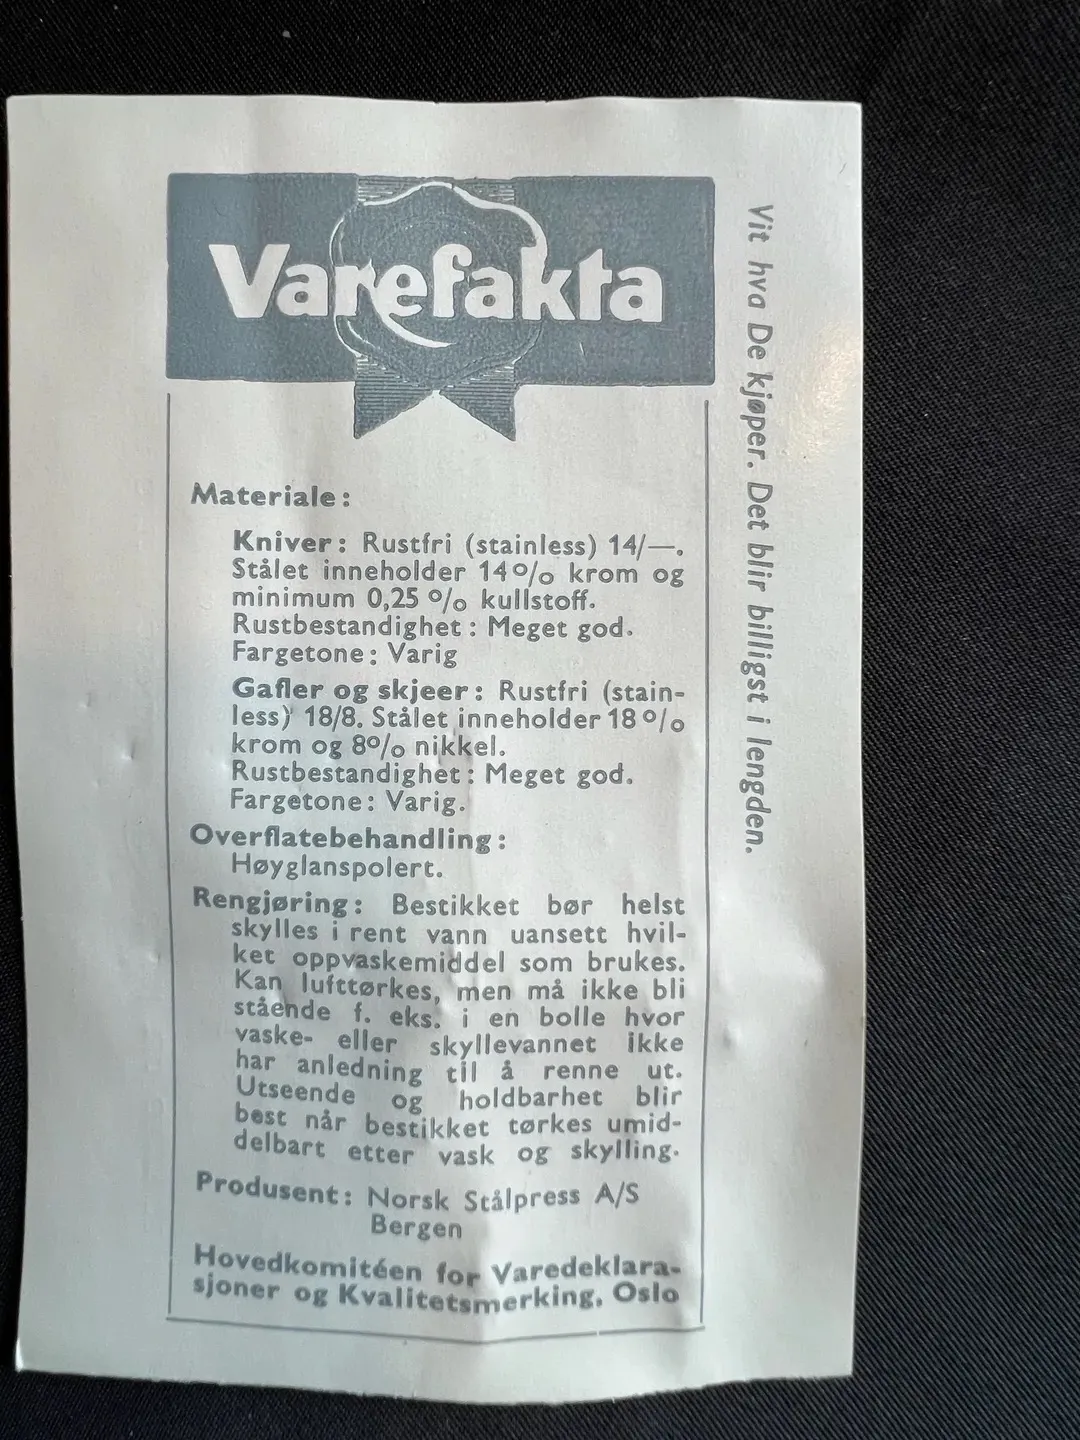 Varefakta
Materiale:
Kniver: Rustfri (stainless) 14/—.
Stålet inneholder 14% krom og
minimum 0,25 % kullstoff.
Rustbestandighet: Meget god.
Fargetone: Varig
Gafler og skjeer: Rustfri (stain-
less) 18/8. Stålet inneholder 18%
krom og 8% nikkel.
Rustbestandighet: Meget god.
Fargetone: Varig.
Overflatebehandling:
Høyglanspolert.
Rengjøring: Bestikket bør helst
skylles i rent vann uansett hvil-
ket oppvaskemiddel som brukes.
Kan lufttørkes, men må ikke bli
stående f. eks. i en bolle hvor
vaske- eller skyllevannet ikke
har anledning til å renne ut.
Utseende og holdbarhet blir
best når bestikket tørkes umid-
delbart etter vask og skylling.
Produsent: Norsk Stålpress A/S
Bergen
Hovedkomitéen for Varedeklara-
sjoner og Kvalitetsmerking, Oslo
Vit hva De kjøper. Det blir billigst i lengden.